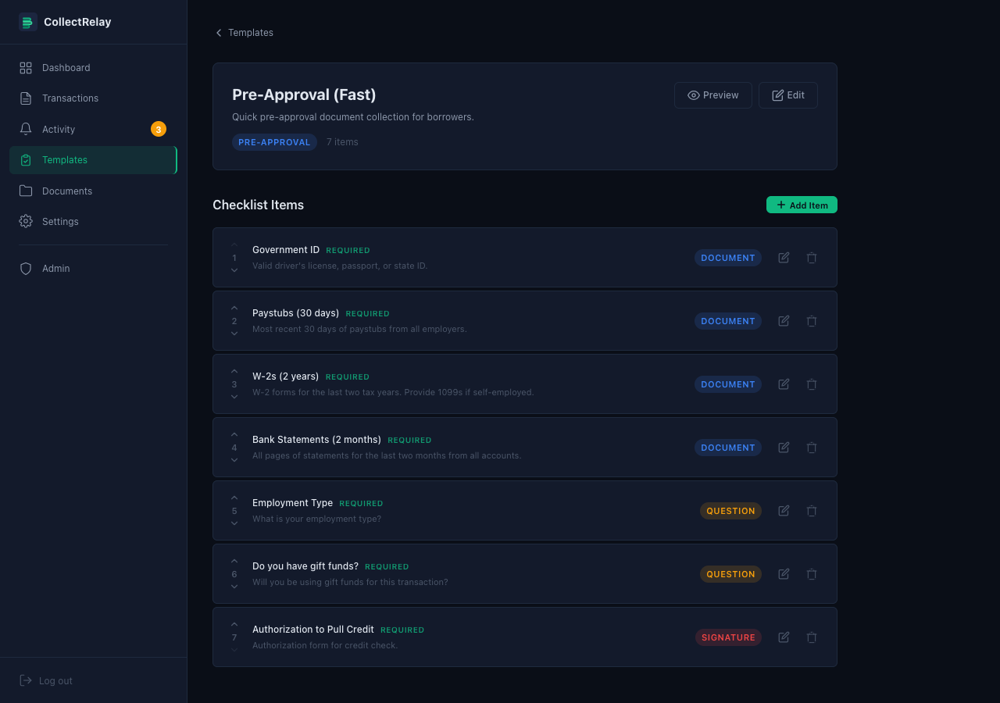 CollectRelay
Dashboard
Transactions
Activity 3
Templates
Documents
Settings
Admin
Log out
Templates
Pre-Approval (Fast)
Preview
Edit
Quick pre-approval document collection for borrowers.
PRE-APPROVAL 7 items
Checklist Items
Add Item
1
Government ID REQUIRED
Valid driver's license, passport, or state ID.
DOCUMENT
2
Paystubs (30 days) REQUIRED
Most recent 30 days of paystubs from all employers.
DOCUMENT
3
W-2s (2 years) REQUIRED
W-2 forms for the last two tax years. Provide 1099s if self-employed.
DOCUMENT
4
Bank Statements (2 months) REQUIRED
All pages of statements for the last two months from all accounts.
DOCUMENT
5
Employment Type REQUIRED
What is your employment type?
QUESTION
6
Do you have gift funds? REQUIRED
Will you be using gift funds for this transaction?
QUESTION
7
Authorization to Pull Credit REQUIRED
Authorization form for credit check.
SIGNATURE